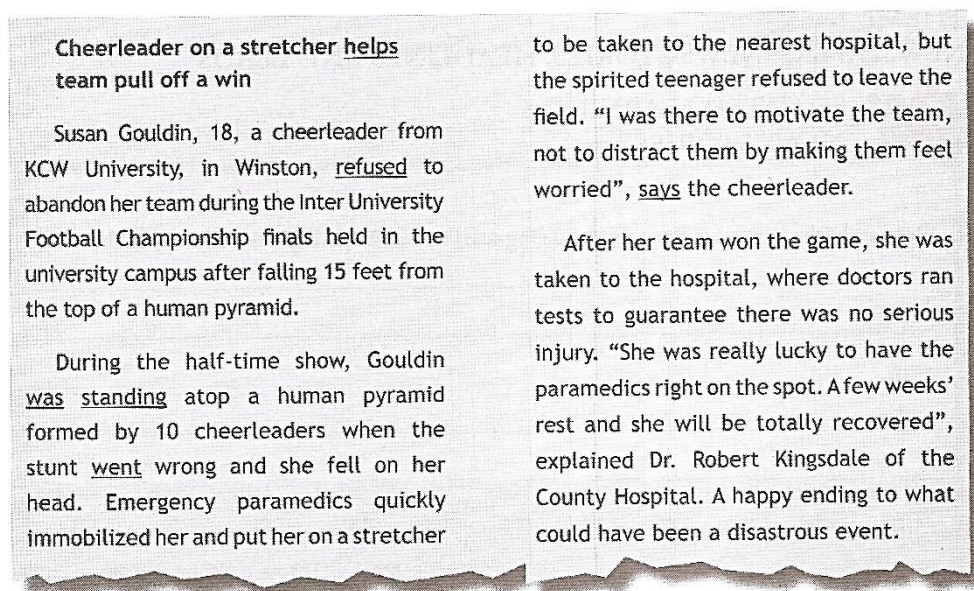 Cheerleader on a stretcher helps
team pull off a win
Susan Gouldin, 18, a cheerleader from
KCW University, in Winston, refused to
abandon her team during the Inter University
Football Championship finals held in the
university campus after falling 15 feet from
the top of a human pyramid.
During the half-time show, Gouldin
was standing atop a human pyramid
formed by 10 cheerleaders when the
stunt went wrong and she fell on her
head. Emergency paramedics quickly
immobilized her and put her on a stretcher
to be taken to the nearest hospital, but
the spirited teenager refused to leave the
field. “I was there to motivate the team,
not to distract them by making them feel
worried”, says the cheerleader.
After her team won the game, she was
taken to the hospital, where doctors ran
tests to guarantee there was no serious
injury. “She was really lucky to have the
paramedics right on the spot. A few weeks’
rest and she will be totally recovered”,
explained Dr. Robert Kingsdale of the
County Hospital. A happy ending to what
could have been a disastrous event.